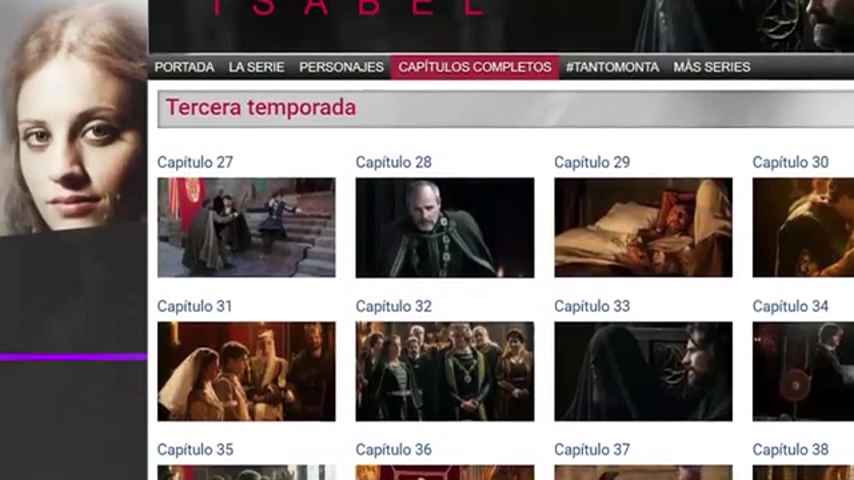 ISABEL
PORTADA LA SERIE PERSONAJES CAPÍTULOS COMPLETOS #TANTOMONTA MÁS SERIES
Tercera temporada
Capítulo 27 Capítulo 28 Capítulo 29 Capítulo 30
Capítulo 31 Capítulo 32 Capítulo 33 Capítulo 34
Capítulo 35 Capítulo 36 Capítulo 37 Capítulo 38